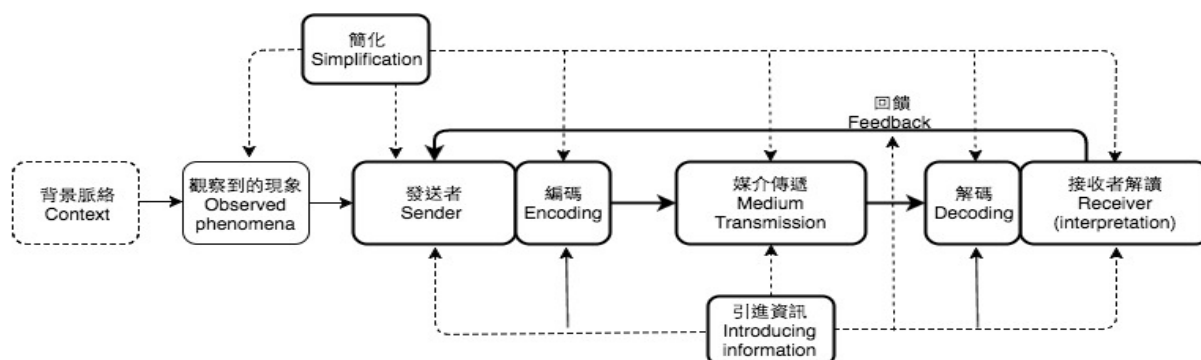 簡化
Simplification
回饋
Feedback
背景脈絡
Context
觀察到的現象
Observed
phenomena
發送者
Sender
編碼
Encoding
媒介傳遞
Medium
Transmission
解碼
Decoding
接收者解讀
Receiver
(interpretation)
引進資訊
Introducing
information